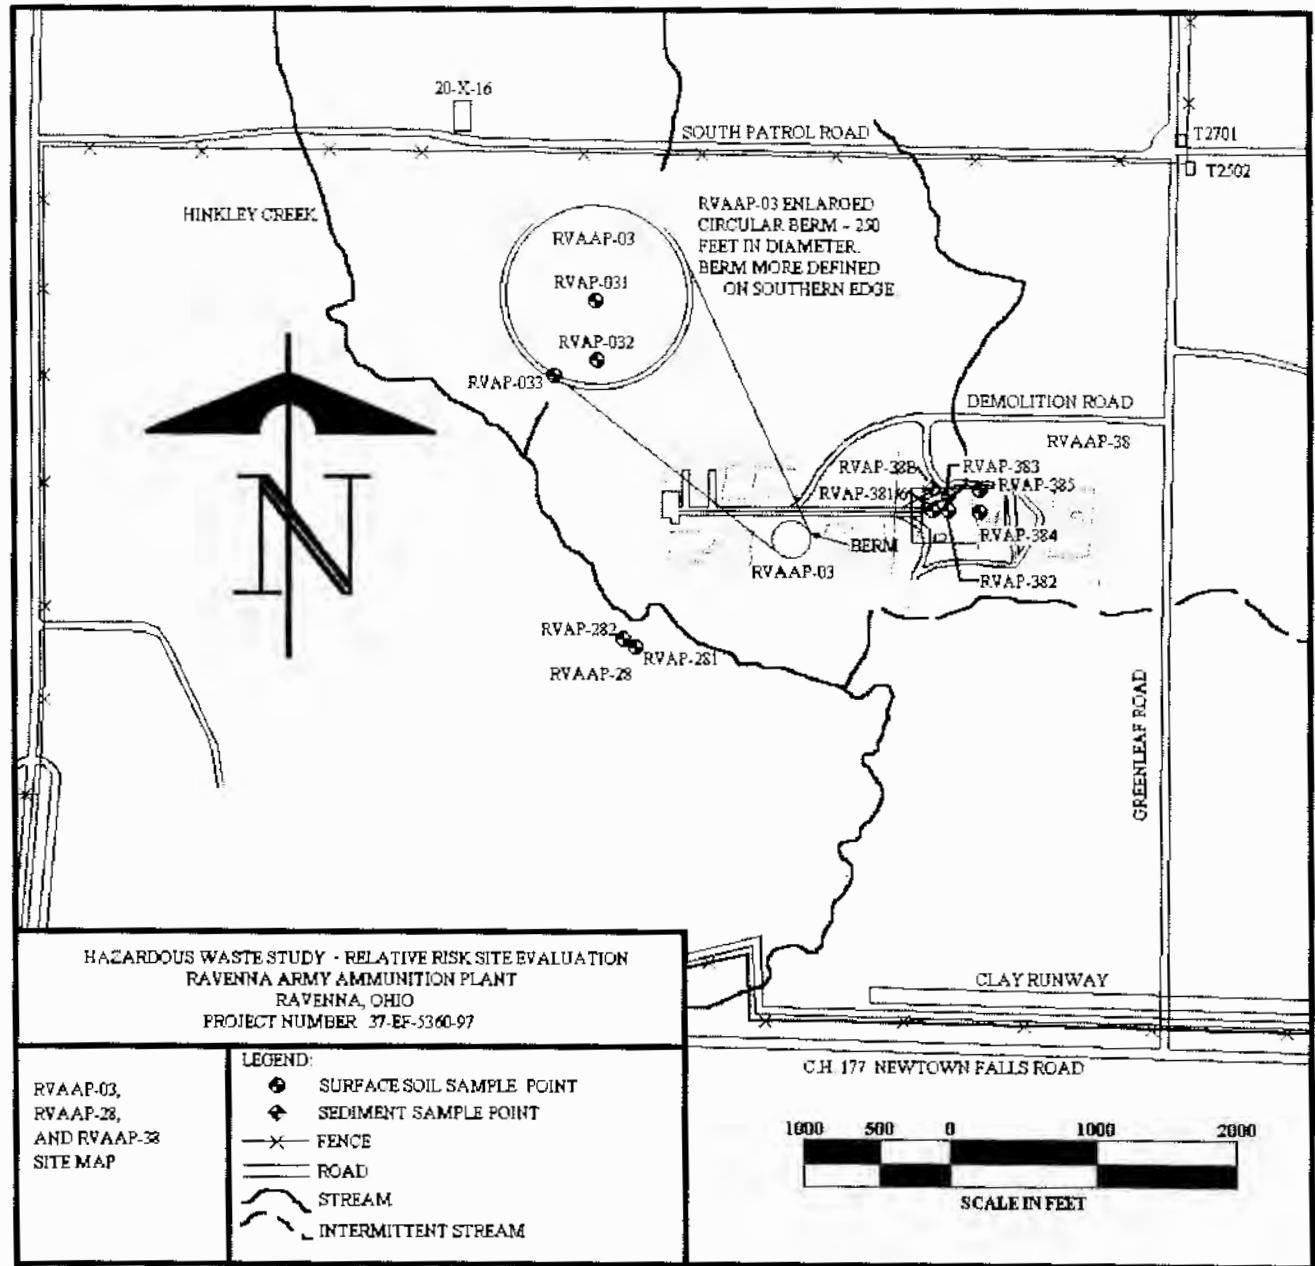 20-X-16
SOUTH PATROL ROAD
T2701
T2502
HINKLEY CREEK
RVAAP-03 ENLARGED
CIRCULAR BERM ~ 250
FEET IN DIAMETER.
BERM MORE DEFINED
ON SOUTHERN EDGE
RVAAP-03
RVAP-031
RVAP-032
RVAP-033
DEMOLITION ROAD
RVAAP-38
RVAP-383
RVAP-385
RVAP-384
RVAP-382
BERM
RVAAP-03
N
RVAP-282
RVAP-281
RVAAP-28
GREENLEAF ROAD
CLAY RUNWAY
C.H. 177 NEWTOWN FALLS ROAD
HAZARDOUS WASTE STUDY - RELATIVE RISK SITE EVALUATION
RAVENNA ARMY AMMUNITION PLANT
RAVENNA, OHIO
PROJECT NUMBER 37-EF-5360-97
RVAAP-03,
RVAAP-28,
AND RVAAP-38
SITE MAP
LEGEND:
SURFACE SOIL SAMPLE POINT
SEDIMENT SAMPLE POINT
FENCE
ROAD
STREAM
INTERMITTENT STREAM
1000 500 0 1000 2000
SCALE IN FEET